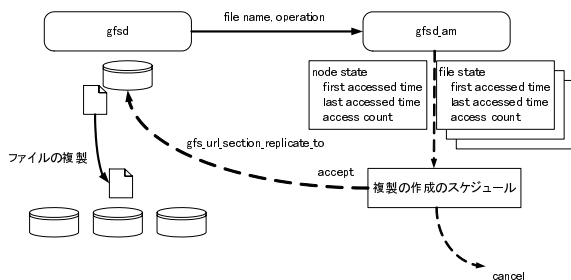 gfsd
file name, operation
gfsd_am
node state
first accessed time
last accessed time
access count
file state
first accessed time
last accessed time
access count
gfs_url_section_replicate_to
ファイルの複製
accept
複製の作成のスケジュール
cancel